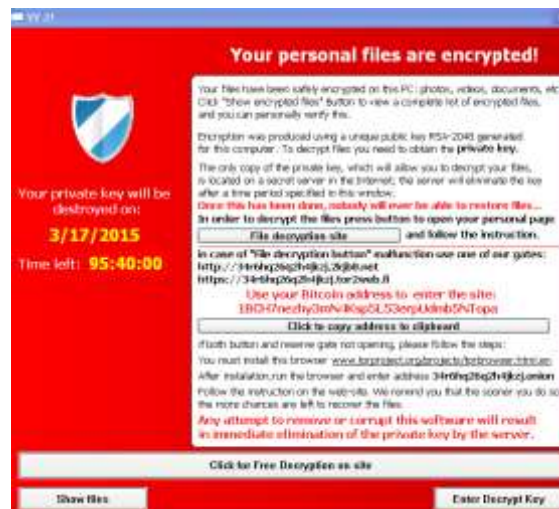 Your personal files are encrypted!
Your files have been safely encrypted on this PC: photos, videos, documents, etc.
Click "Show encrypted files" Button to view a complete list of encrypted files,
and you can personally verify this.
Encryption was produced using a unique public key RSA-2048 generated
for this computer. To decrypt files you need to obtain the private key.
The only copy of the private key, which will allow you to decrypt your files,
is located on a secret server in the Internet; the server will eliminate the key
after a time period specified in this window.
Once this has been done, nobody will ever be able to restore files...
In order to decrypt the files press button to open your personal page
File decryption site
and follow the instruction.
in case of "File decryption button" malfunction use one of our gates:
Use your Bitcoin address to enter the site:
Click to copy address to clipboard
if both button and reserve gate not opening, please follow the steps:
You must install this browser www.torproject.org/projects/torbrowser.html.en
After instalation,run the browser and enter address
Follow the instruction on the web-site. We remind you that the sooner you do so,
the more chances are left to recover the files.
Any attempt to remove or corrupt this software will result
in immediate elimination of the private key by the server.
Your private key will be
destroyed on:
3/17/2015
Time left: 95:40:00
Click for Free Decryption on site
Show files
Enter Decrypt Key